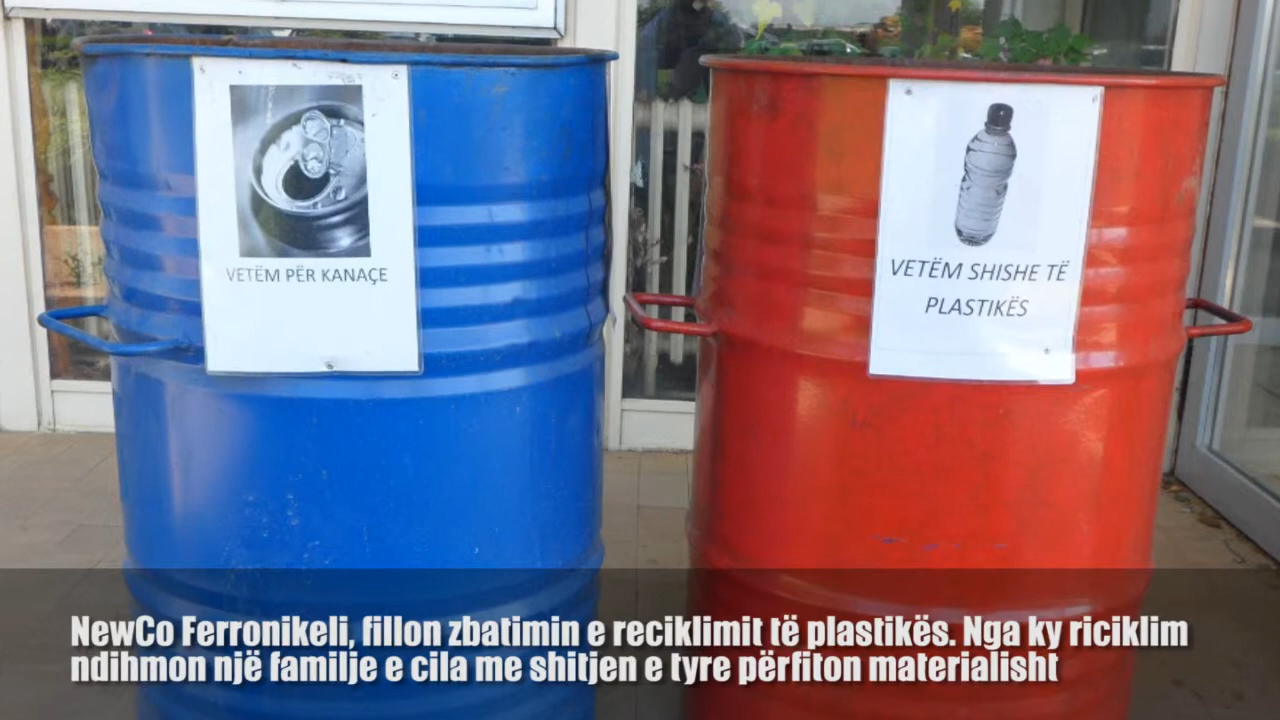 VETËM PËR KANAÇE
VETËM SHISHE TË
PLASTIKËS
NewCo Ferronikeli, fillon zbatimin e reciklimit të plastikës. Nga ky riciklim
ndihmon një familje e cila me shitjen e tyre përfiton materialisht